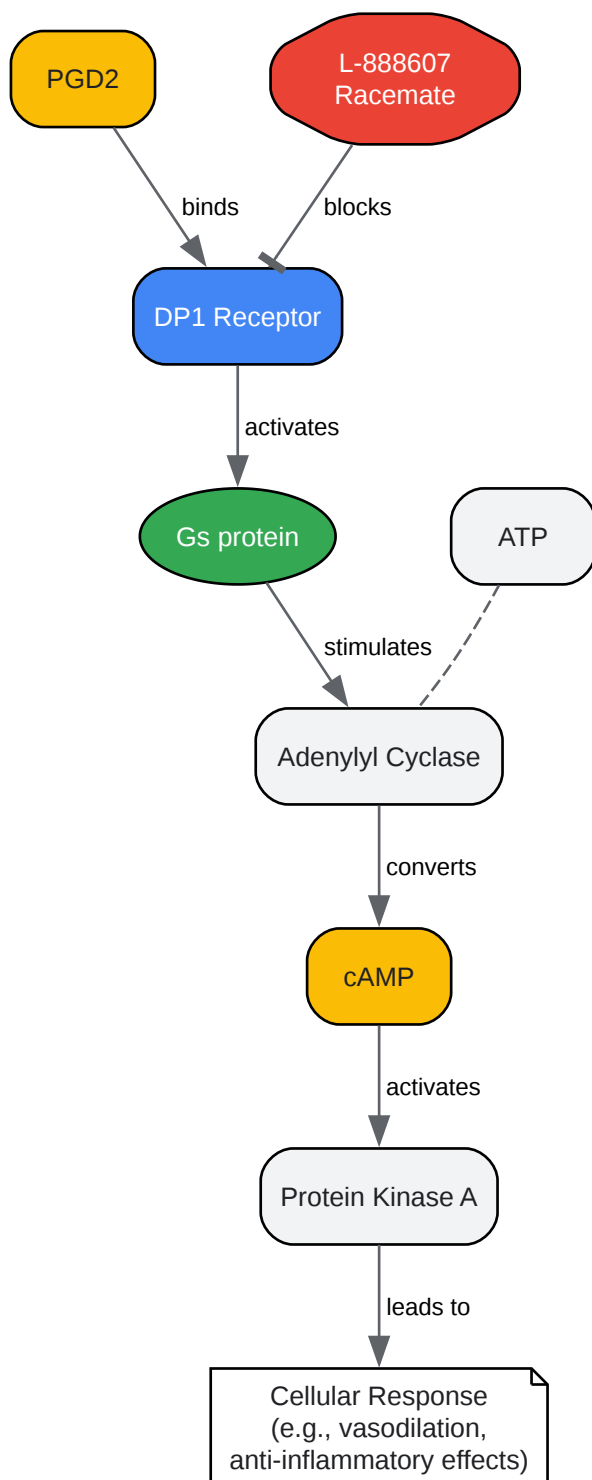 PGD2
L-888607
Racemate
binds
blocks
DP1 Receptor
activates
Gs protein
ATP
stimulates
Adenylyl Cyclase
converts
cAMP
activates
Protein Kinase A
leads to
Cellular Response
(e.g., vasodilation,
anti-inflammatory effects)